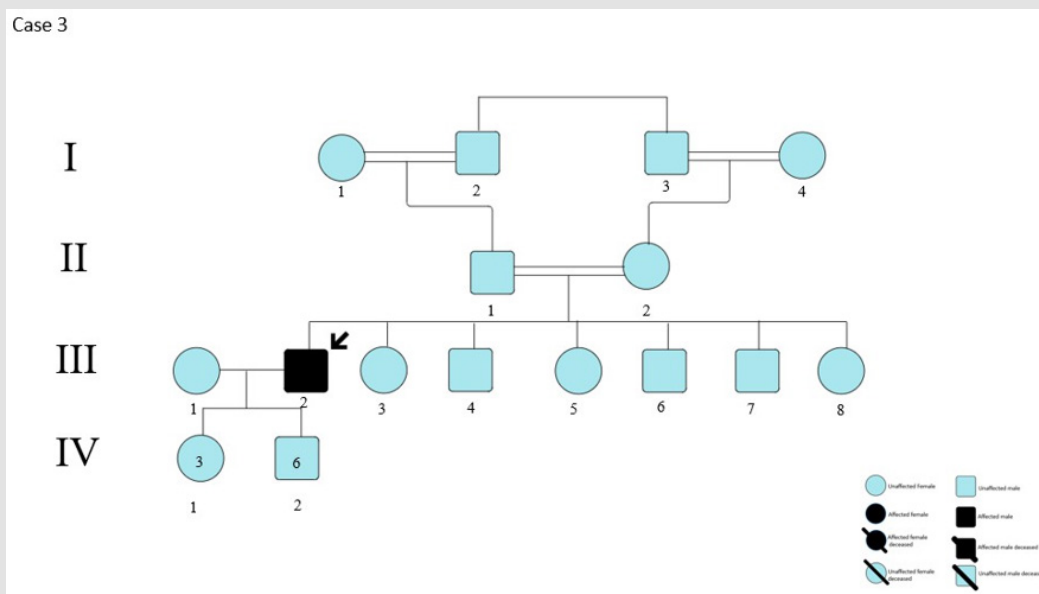 Case 3
I
1
2
3
4
II
1
2
III
1
2
3
4
5
6
7
8
IV
3
6
1
2
Unaffected Female
Unaffected male
Affected female
Affected male
Affected female
deceased
Affected male deceased
Unaffected female
deceased
Unaffected male